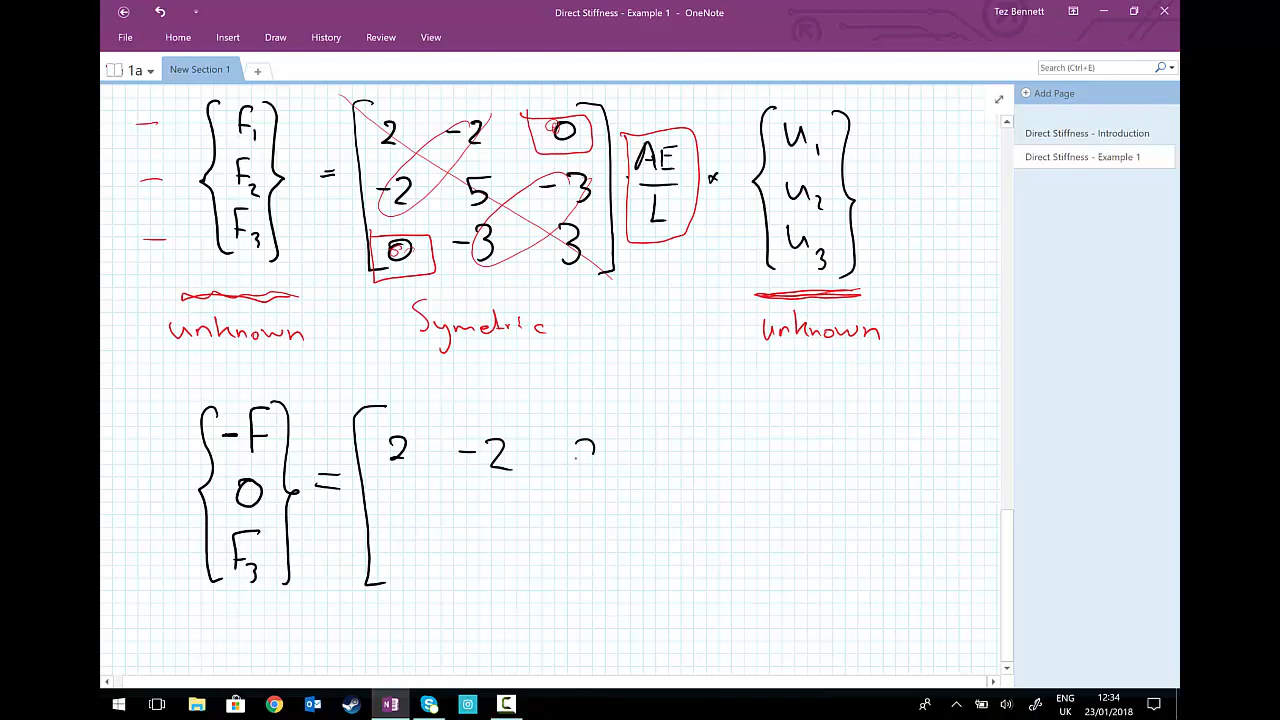 Direct Stiffness - Example 1 - OneNote
Tez Bennett
File Home Insert Draw History Review View
1a
New Section 1
+
Search (Ctrl+E)
Add Page
Direct Stiffness - Introduction
Direct Stiffness - Example 1
F1 2 -2 0 AE u1
F2 = -2 5 -3 L × u2
F3 0 -3 3 u3
unknown Symetric unknown
-F 2 -2
0 =
F3
ENG 12:34
UK 23/01/2018